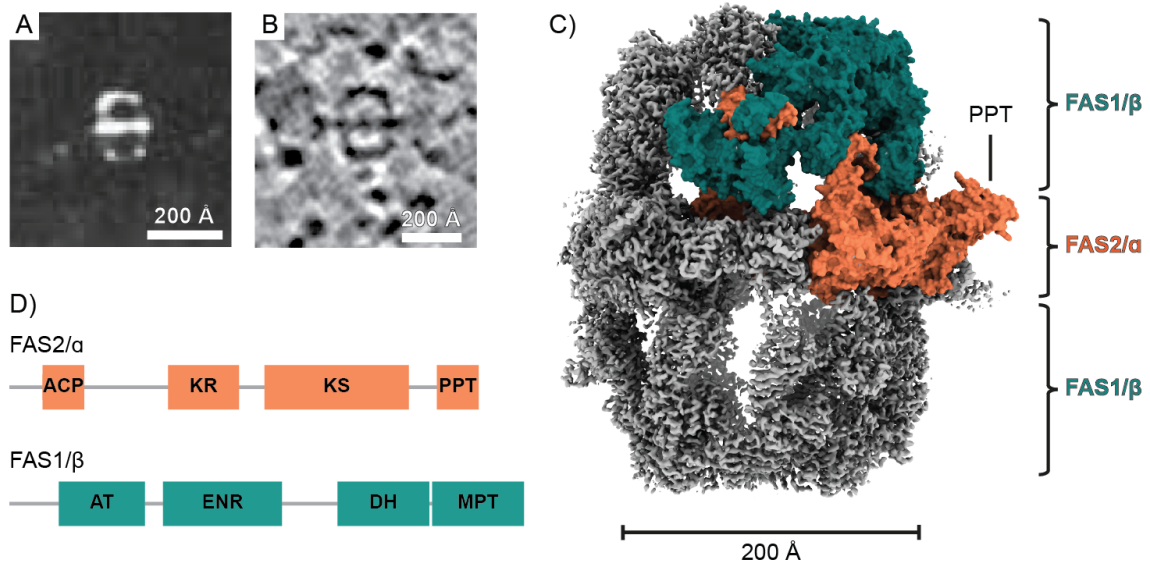 A
B
C)
200 Å
200 Å
FAS1/β
PPT
FAS2/α
FAS1/β
200 Å
D)
FAS2/α
ACP KR KS PPT
FAS1/β
AT ENR DH MPT